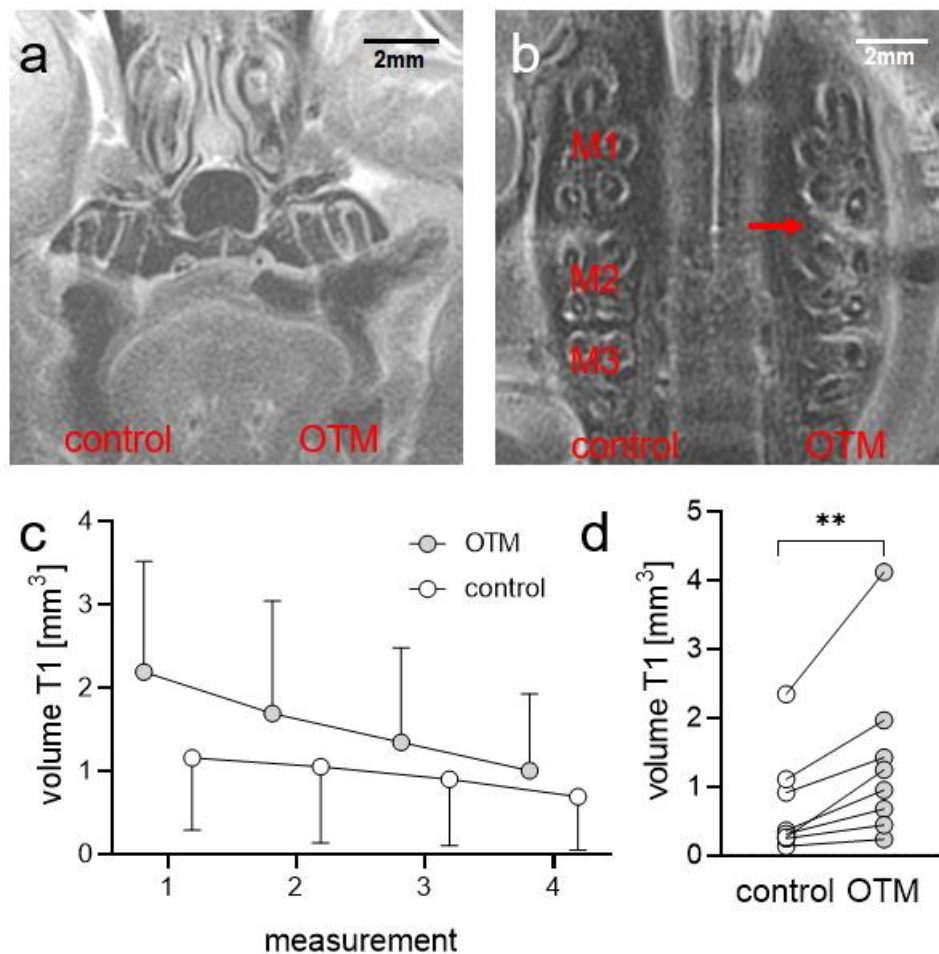 a
2mm
control OTM
b
2mm
M1
M2
M3
control OTM
c
OTM
control
volume T1 [mm³]
4
3
2
1
0
1 2 3 4
measurement
d
**
volume T1 [mm³]
5
4
3
2
1
0
control OTM